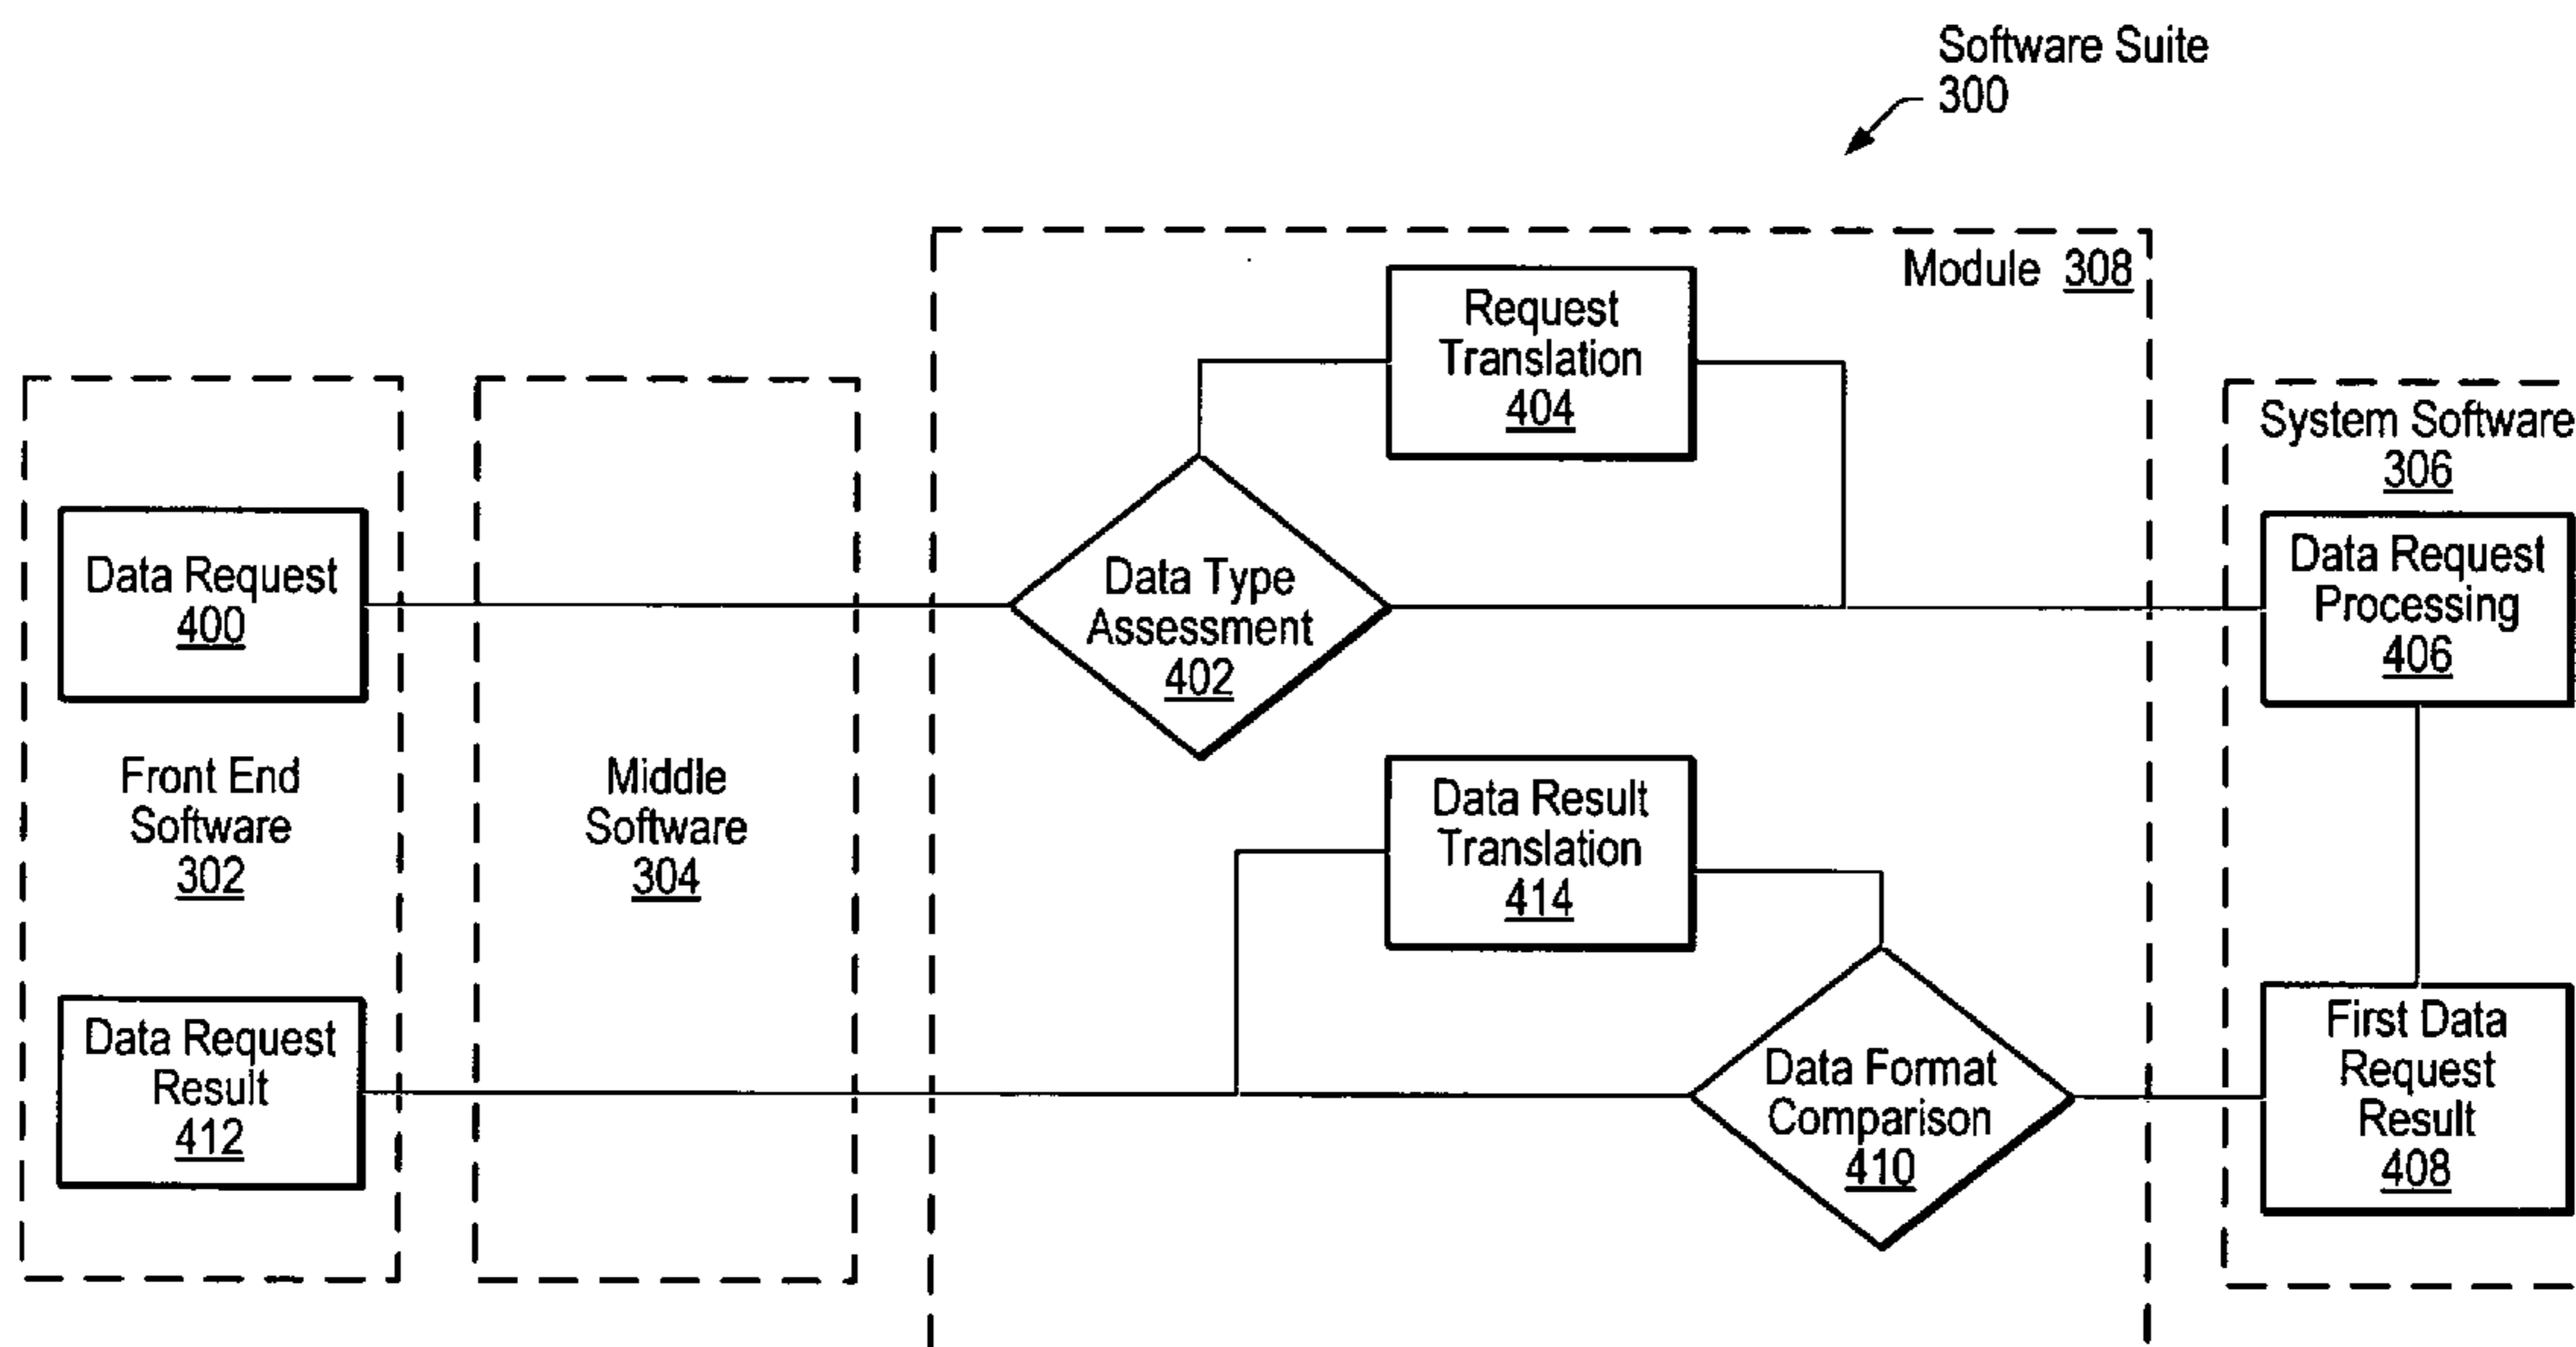 Software Suite
300
Module 308
Request
Translation
404
System Software
306
Data Request
400
Data Type
Assessment
402
Data Request
Processing
406
Front End
Software
302
Middle
Software
304
Data Result
Translation
414
Data Request
Result
412
Data Format
Comparison
410
First Data
Request
Result
408